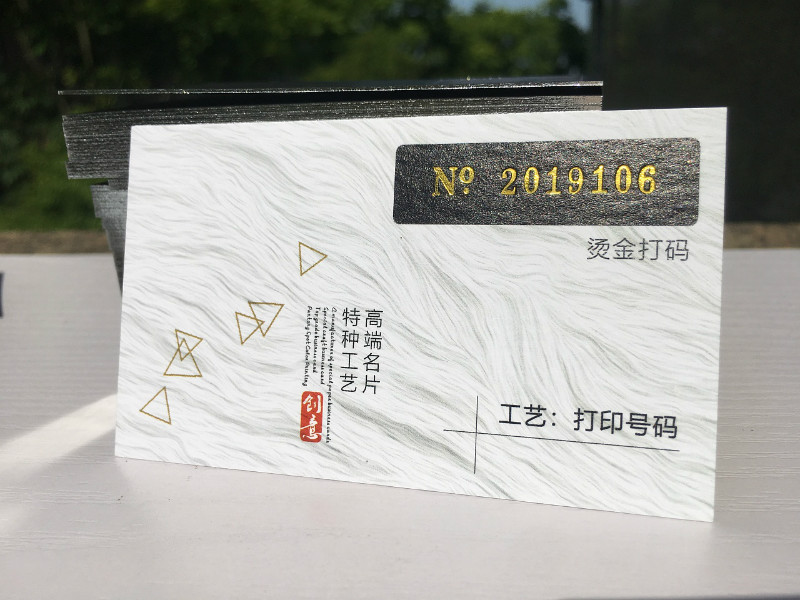 Nº 2019106
烫金打码
高端名片
特种工艺
创意
工艺：打印号码